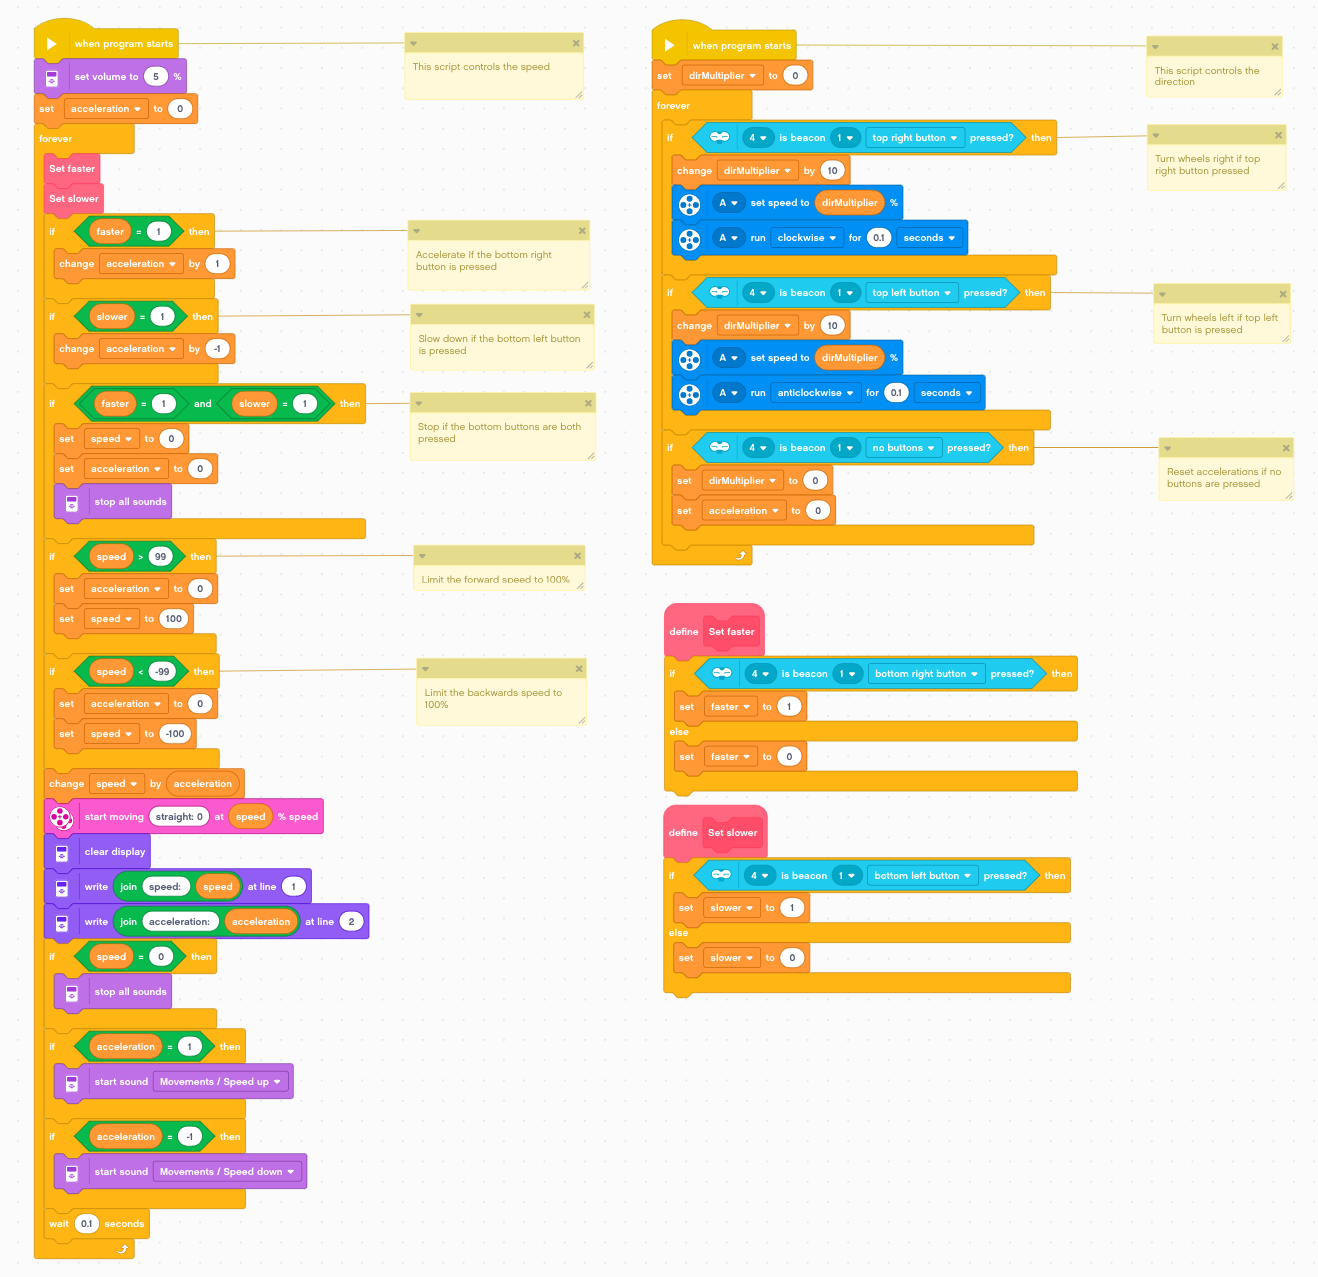 when program starts
This script controls the speed
set volume to 5 %
set acceleration to 0
forever
Set faster
Set slower
if faster = 1 then
Accelerate If the bottom right
button is pressed
change acceleration by 1
if slower = 1 then
Slow down if the bottom left button
is pressed
change acceleration by -1
if faster = 1 and slower = 1 then
Stop if the bottom buttons are both
pressed
set speed to 0
set acceleration to 0
stop all sounds
if speed > 99 then
Limit the forward speed to 100%
set acceleration to 0
set speed to 100
if speed < -99 then
Limit the backwards speed to
100%
set acceleration to 0
set speed to -100
change speed by acceleration
start moving straight: 0 at speed % speed
clear display
write join speed: speed at line 1
write join acceleration: acceleration at line 2
if speed = 0 then
stop all sounds
if acceleration = 1 then
start sound Movements / Speed up
if acceleration = -1 then
start sound Movements / Speed down
wait 0.1 seconds
when program starts
This script controls the
direction
set dirMultiplier to 0
forever
if 4 is beacon 1 top right button pressed? then
Turn wheels right if top
right button pressed
change dirMultiplier by 10
A set speed to dirMultiplier %
A run clockwise for 0.1 seconds
if 4 is beacon 1 top left button pressed? then
Turn wheels left if top left
button is pressed
change dirMultiplier by 10
A set speed to dirMultiplier %
A run anticlockwise for 0.1 seconds
if 4 is beacon 1 no buttons pressed? then
Reset accelerations if no
buttons are pressed
set dirMultiplier to 0
set acceleration to 0
define Set faster
if 4 is beacon 1 bottom right button pressed? then
set faster to 1
else
set faster to 0
define Set slower
if 4 is beacon 1 bottom left button pressed? then
set slower to 1
else
set slower to 0